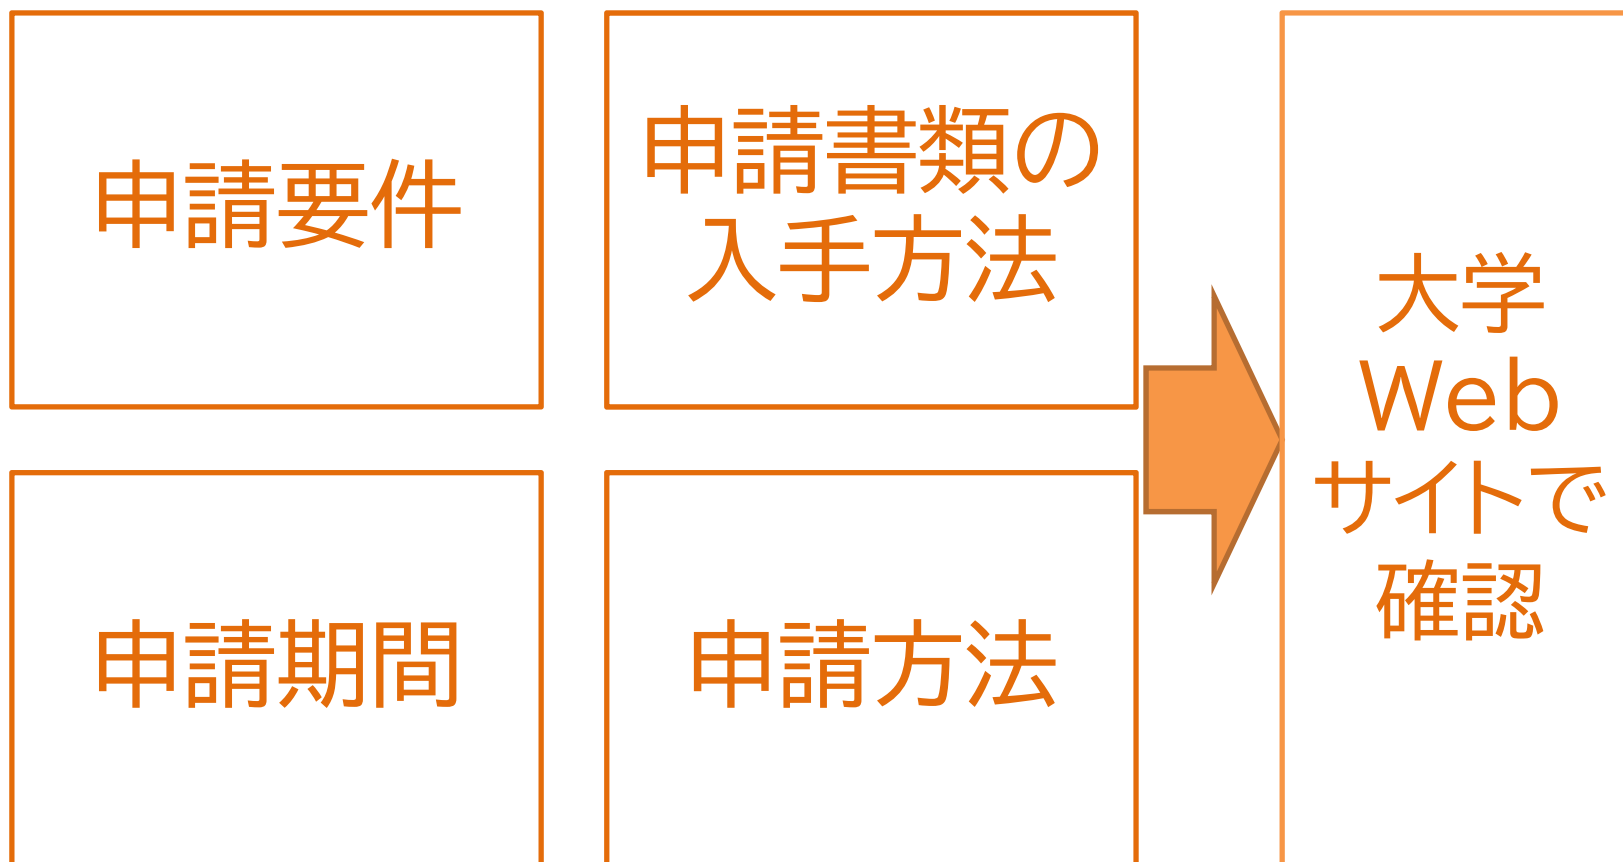 申請要件
申請書類の
入手方法
申請期間
申請方法
大学
Web
サイトで
確認